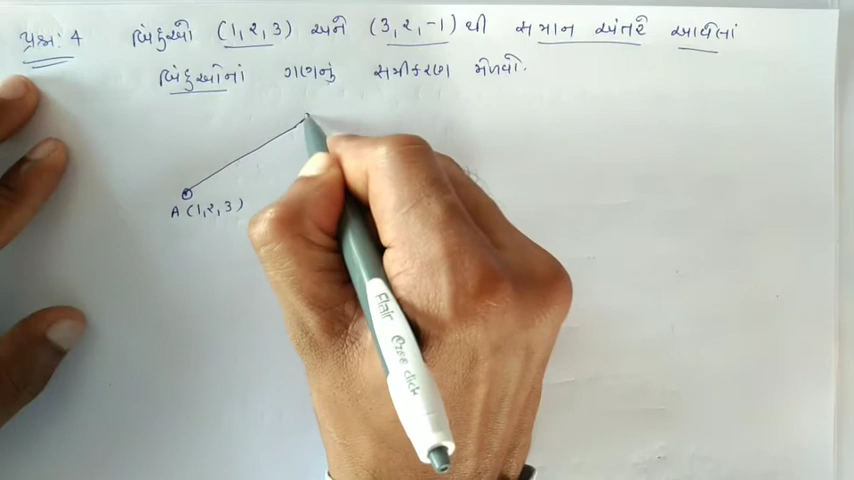 પ્રશ્ન: 4 બિંદુઓ (1,2,3) અને (3,2,-1) થી સમાન અંતરે આવેલાં
બિંદુઓનાં ગણનું સમીકરણ મેળવો.
A (1,2,3)
Flair
click